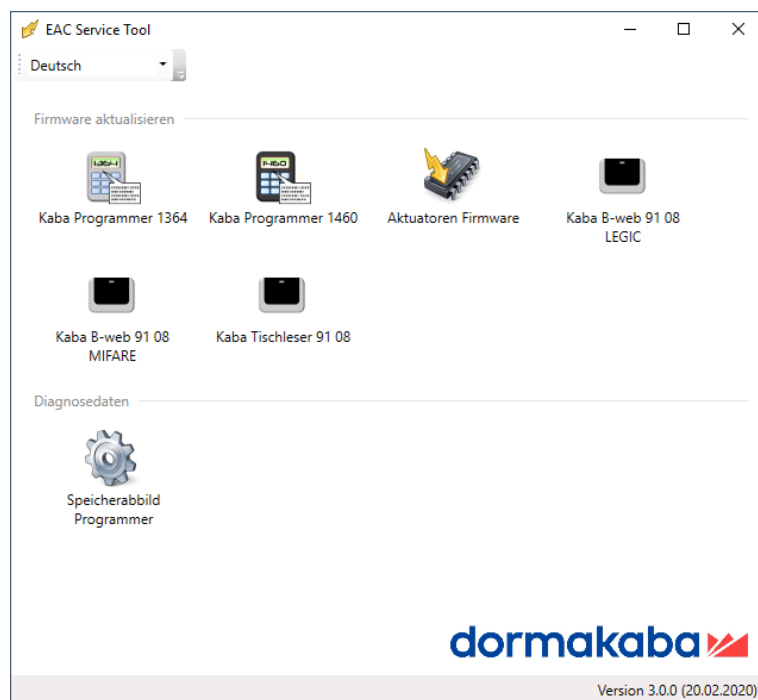 EAC Service Tool
Deutsch
Firmware aktualisieren
1364
1460
Kaba Programmer 1364
Kaba Programmer 1460
Aktuatoren Firmware
Kaba B-web 91 08
LEGIC
Kaba B-web 91 08
MIFARE
Kaba Tischleser 91 08
Diagnosedaten
Speicherabbild
Programmer
dormakaba
Version 3.0.0 (20.02.2020)